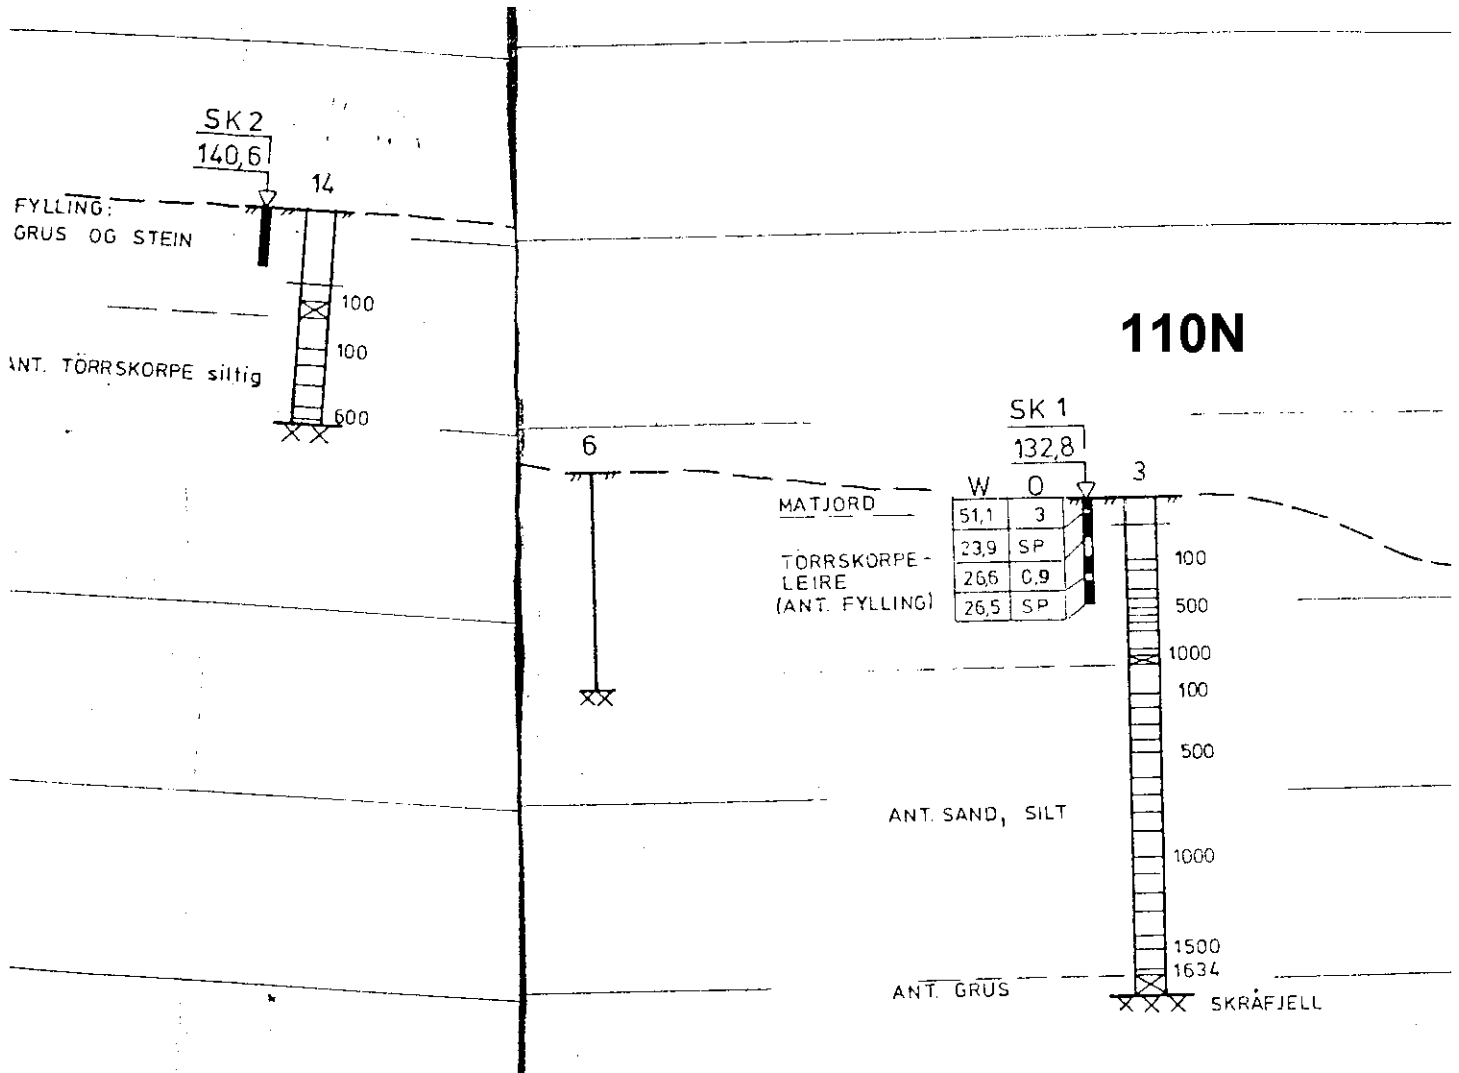 SK 2
140,6
14
FYLLING:
GRUS OG STEIN
100
100
ANT. TÖRRSKORPE siltig
600
110N
SK 1
132,8
6
3
W O
MATJORD
51,1 3
23,9 SP
TÖRRSKORPE-
LEIRE
(ANT. FYLLING)
26,6 0,9
26,5 SP
100
500
1000
100
500
ANT. SAND, SILT
1000
1500
1634
ANT. GRUS
SKRÅFJELL